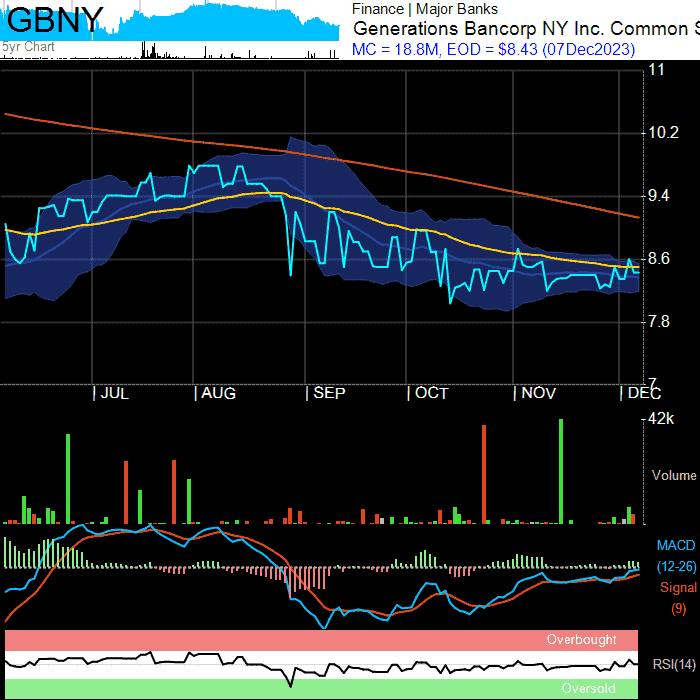 GBNY
5yr Chart
Finance | Major Banks
Generations Bancorp NY Inc. Common S
MC = 18.8M, EOD = $8.43 (07Dec2023)
11
10.2
9.4
8.6
7.8
7
JUL AUG SEP OCT NOV DEC
42k
Volume
MACD
(12-26)
Signal
(9)
Overbought
RSI(14)
Oversold